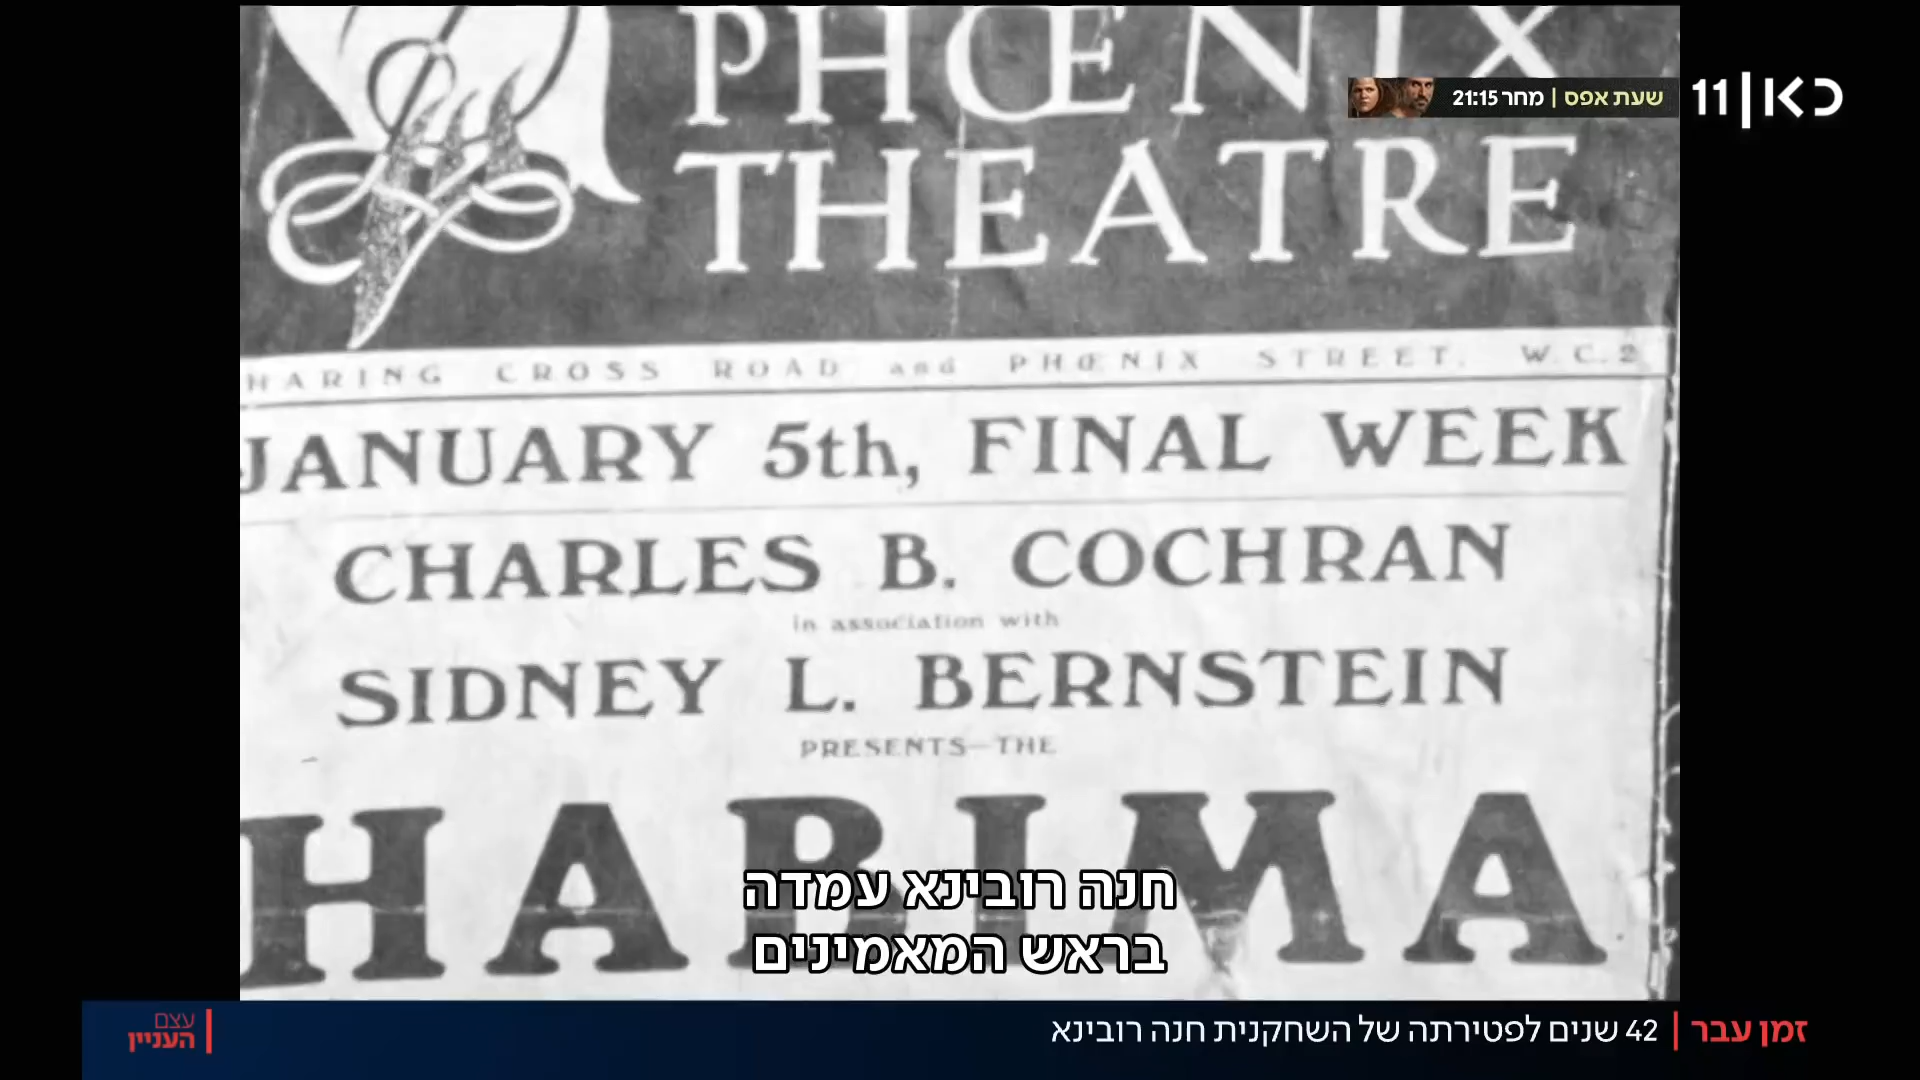 PHŒNIX
THEATRE
שעת אפס | מחר 21:15
כאן | 11
HARING CROSS ROAD and PHŒNIX STREET. W.C.2
JANUARY 5th, FINAL WEEK
CHARLES B. COCHRAN
in association with
SIDNEY L. BERNSTEIN
PRESENTS—THE
HABIMA
חנה רובינא עמדה
בראש המאמינים
זמן עבר | 42 שנים לפטירתה של השחקנית חנה רובינא
עצם
העניין